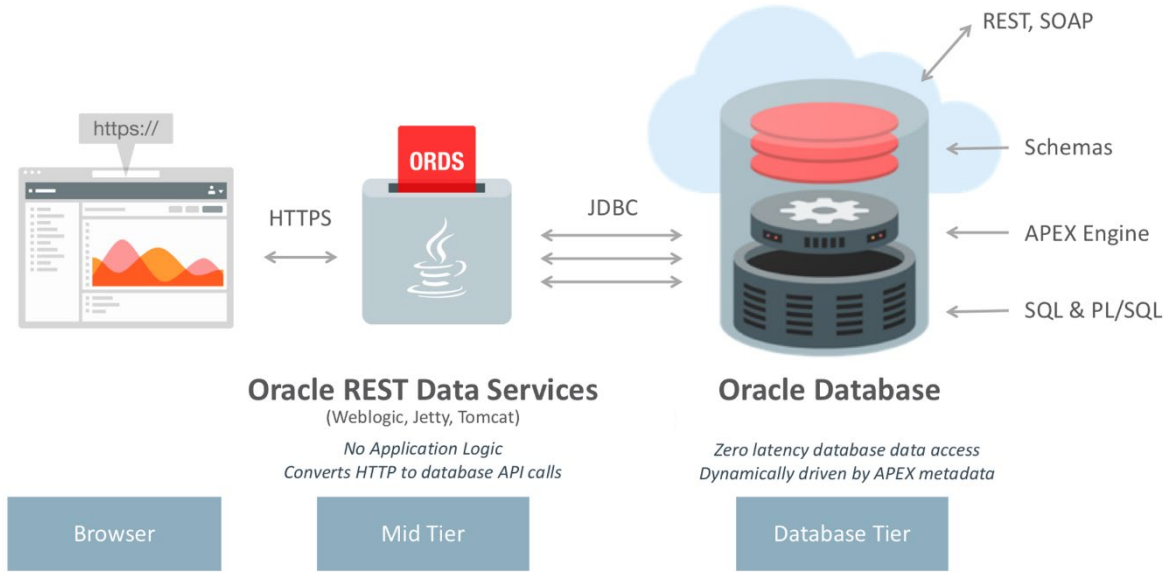 REST, SOAP
https://
ORDS
Schemas
HTTPS
JDBC
APEX Engine
SQL & PL/SQL
Oracle REST Data Services
(Weblogic, Jetty, Tomcat)
No Application Logic
Converts HTTP to database API calls
Oracle Database
Zero latency database data access
Dynamically driven by APEX metadata
Browser
Mid Tier
Database Tier